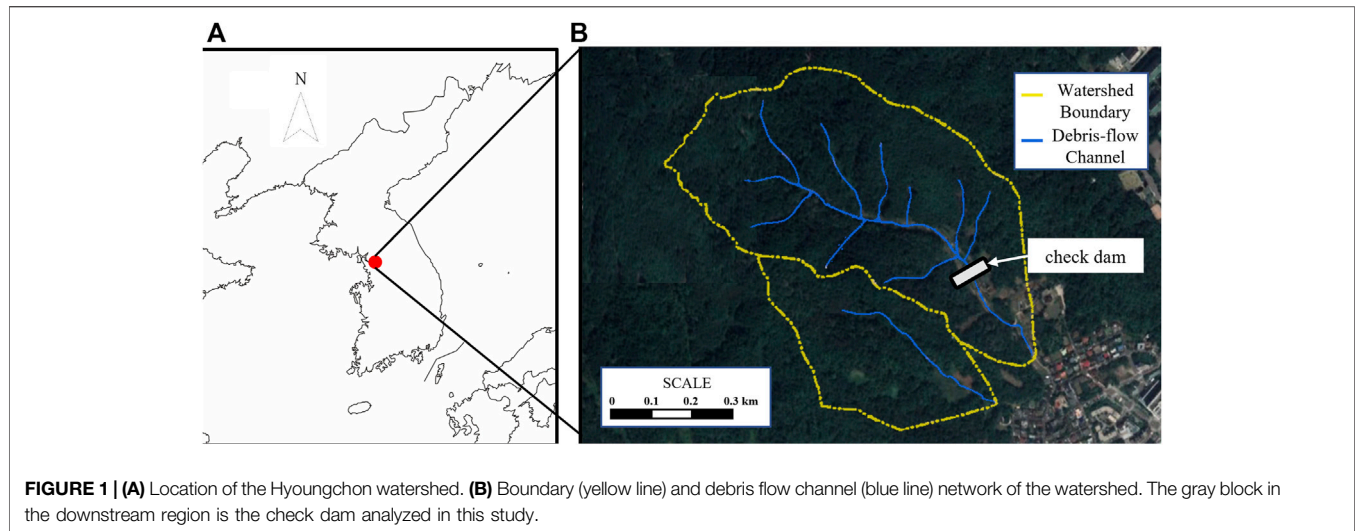 A
B
N
Watershed
Boundary
Debris-flow
Channel
check dam
SCALE
0 0.1 0.2 0.3 km
FIGURE 1 | (A) Location of the Hyoungchon watershed. (B) Boundary (yellow line) and debris flow channel (blue line) network of the watershed. The gray block in
the downstream region is the check dam analyzed in this study.